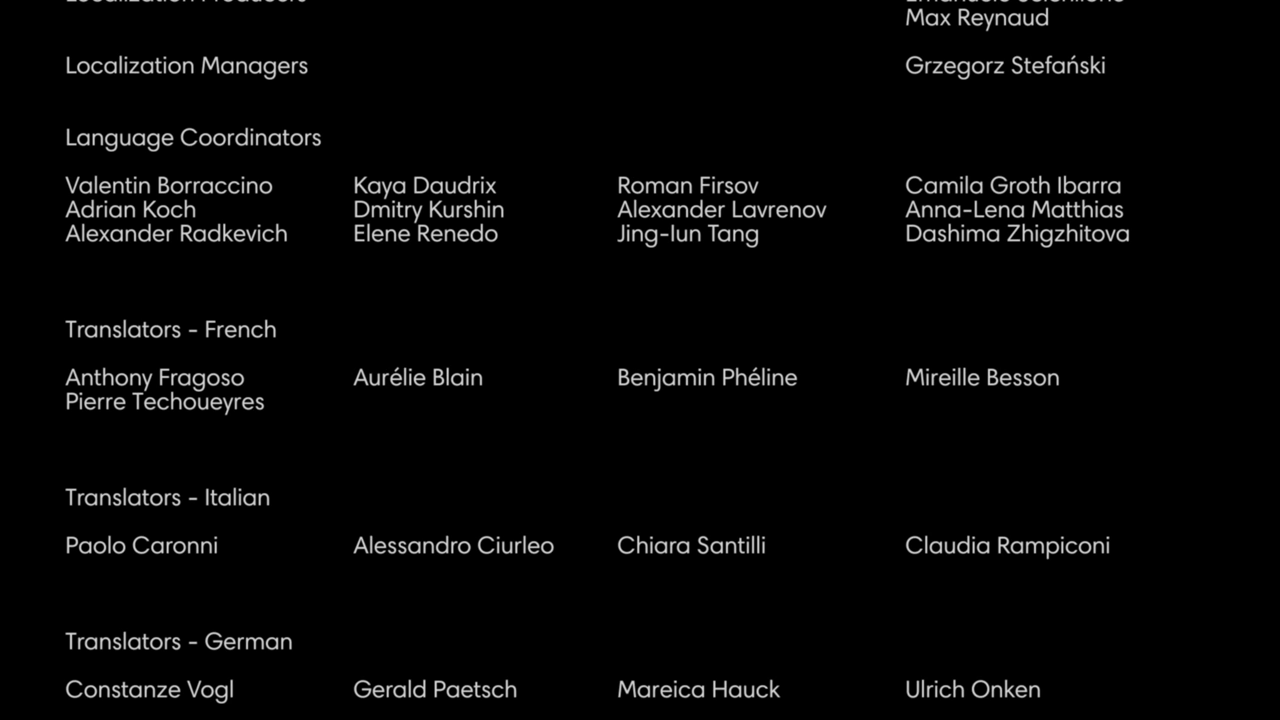 Max Reynaud
Localization Managers Grzegorz Stefański
Language Coordinators
Valentin Borraccino Kaya Daudrix Roman Firsov Camila Groth Ibarra
Adrian Koch Dmitry Kurshin Alexander Lavrenov Anna-Lena Matthias
Alexander Radkevich Elene Renedo Jing-Iun Tang Dashima Zhigzhitova
Translators - French
Anthony Fragoso Aurélie Blain Benjamin Phéline Mireille Besson
Pierre Techoueyres
Translators - Italian
Paolo Caronni Alessandro Ciurleo Chiara Santilli Claudia Rampiconi
Translators - German
Constanze Vogl Gerald Paetsch Mareica Hauck Ulrich Onken